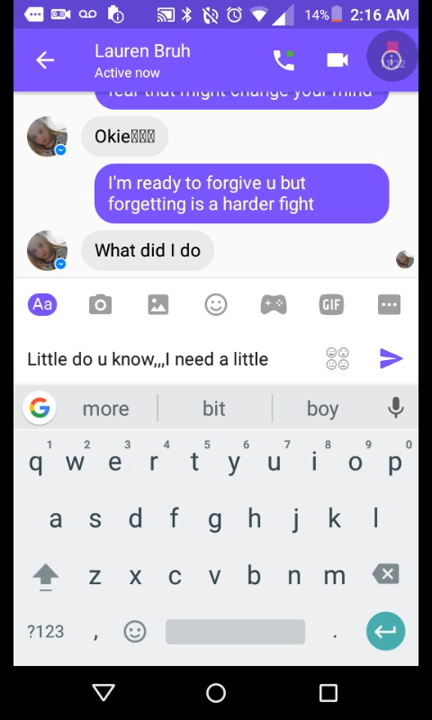 14% 2:16 AM
Lauren Bruh
Active now
fear that might change your mind
Okie
I'm ready to forgive u but
forgetting is a harder fight
What did I do
Aa
GIF
Little do u know,,,I need a little
G
more bit boy
1 2 3 4 5 6 7 8 9 0
q w e r t y u i o p
a s d f g h j k l
z x c v b n m
?123 , .